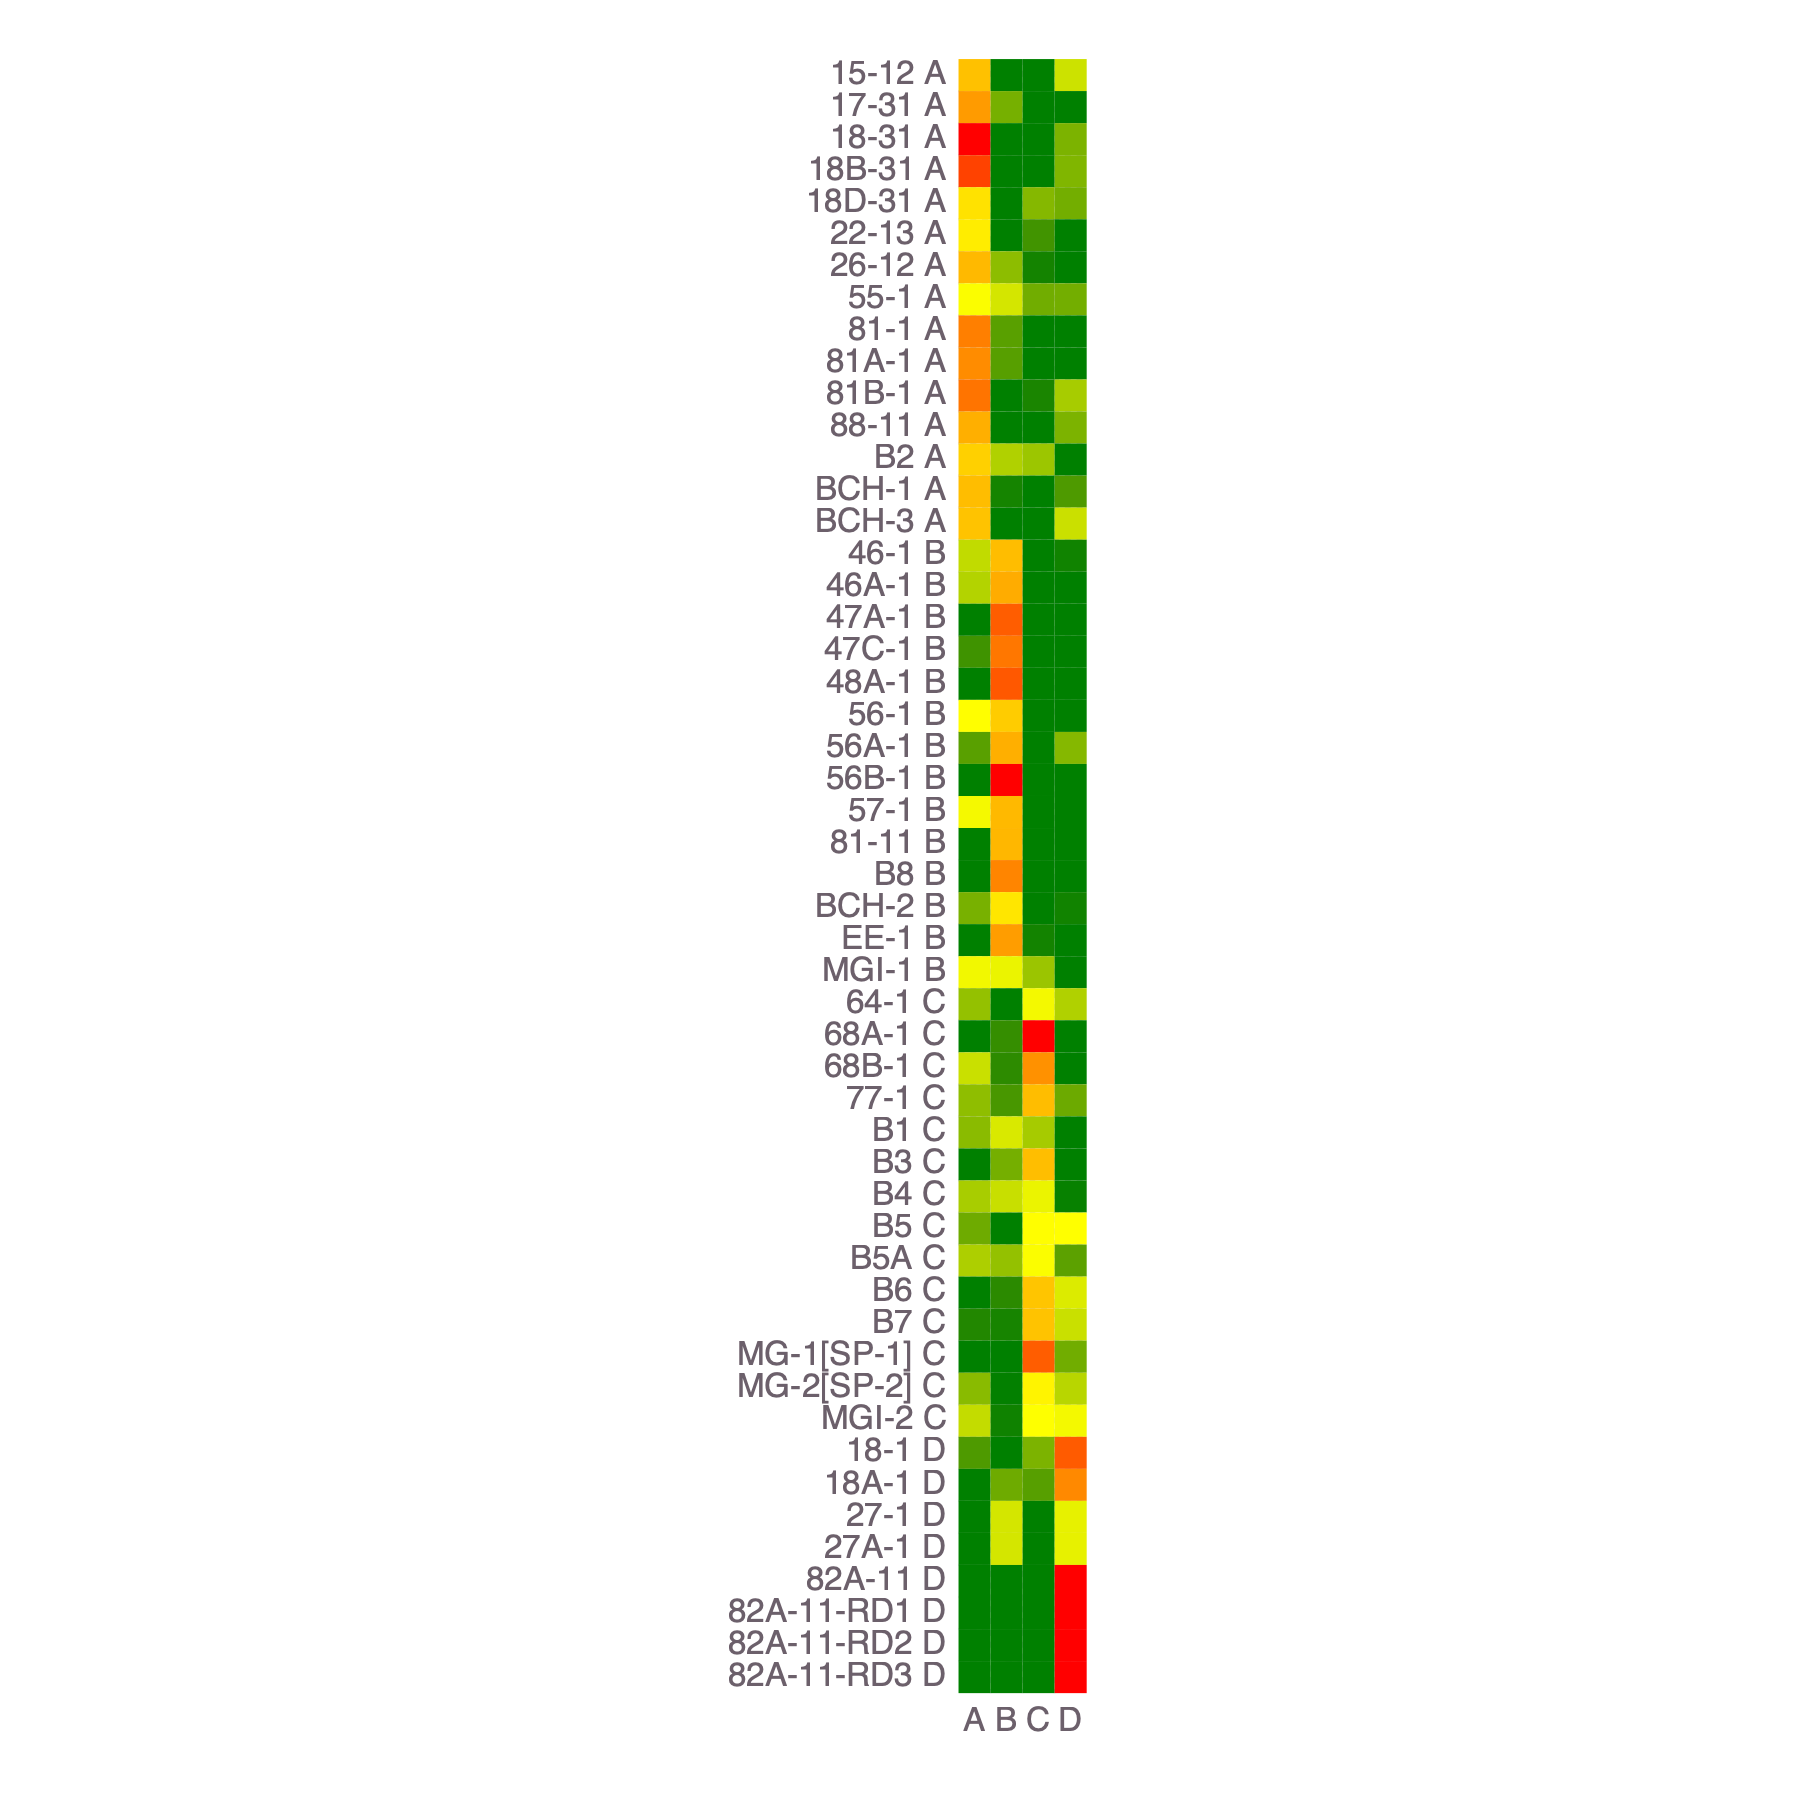 15-12 A
17-31 A
18-31 A
18B-31 A
18D-31 A
22-13 A
26-12 A
55-1 A
81-1 A
81A-1 A
81B-1 A
88-11 A
B2 A
BCH-1 A
BCH-3 A
46-1 B
46A-1 B
47A-1 B
47C-1 B
48A-1 B
56-1 B
56A-1 B
56B-1 B
57-1 B
81-11 B
B8 B
BCH-2 B
EE-1 B
MGI-1 B
64-1 C
68A-1 C
68B-1 C
77-1 C
B1 C
B3 C
B4 C
B5 C
B5A C
B6 C
B7 C
MG-1[SP-1] C
MG-2[SP-2] C
MGI-2 C
18-1 D
18A-1 D
27-1 D
27A-1 D
82A-11 D
82A-11-RD1 D
82A-11-RD2 D
82A-11-RD3 D
A B C D